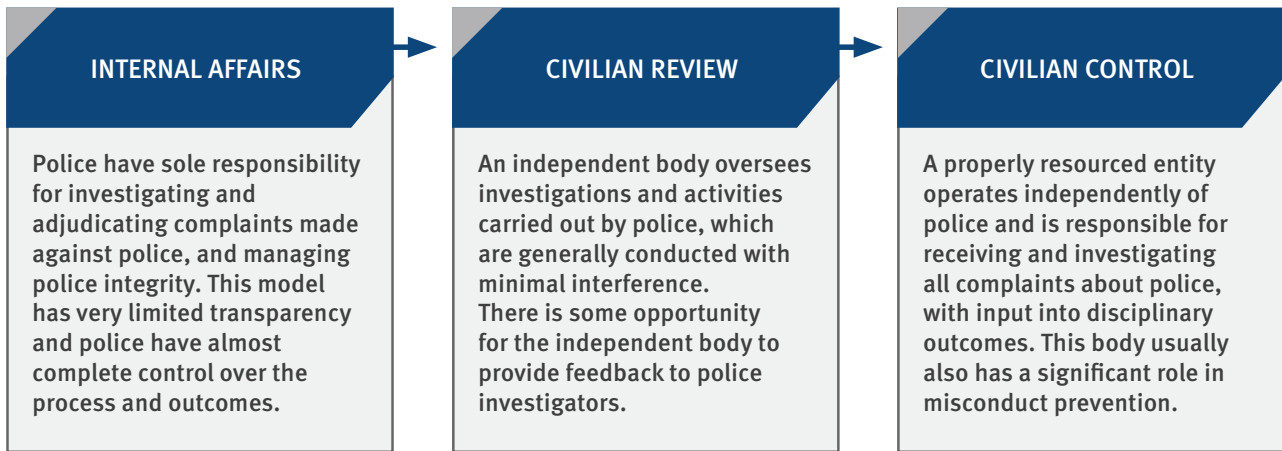 INTERNAL AFFAIRS
Police have sole responsibility
for investigating and
adjudicating complaints made
against police, and managing
police integrity. This model
has very limited transparency
and police have almost
complete control over the
process and outcomes.
CIVILIAN REVIEW
An independent body oversees
investigations and activities
carried out by police, which
are generally conducted with
minimal interference.
There is some opportunity
for the independent body to
provide feedback to police
investigators.
CIVILIAN CONTROL
A properly resourced entity
operates independently of
police and is responsible for
receiving and investigating
all complaints about police,
with input into disciplinary
outcomes. This body usually
also has a significant role in
misconduct prevention.